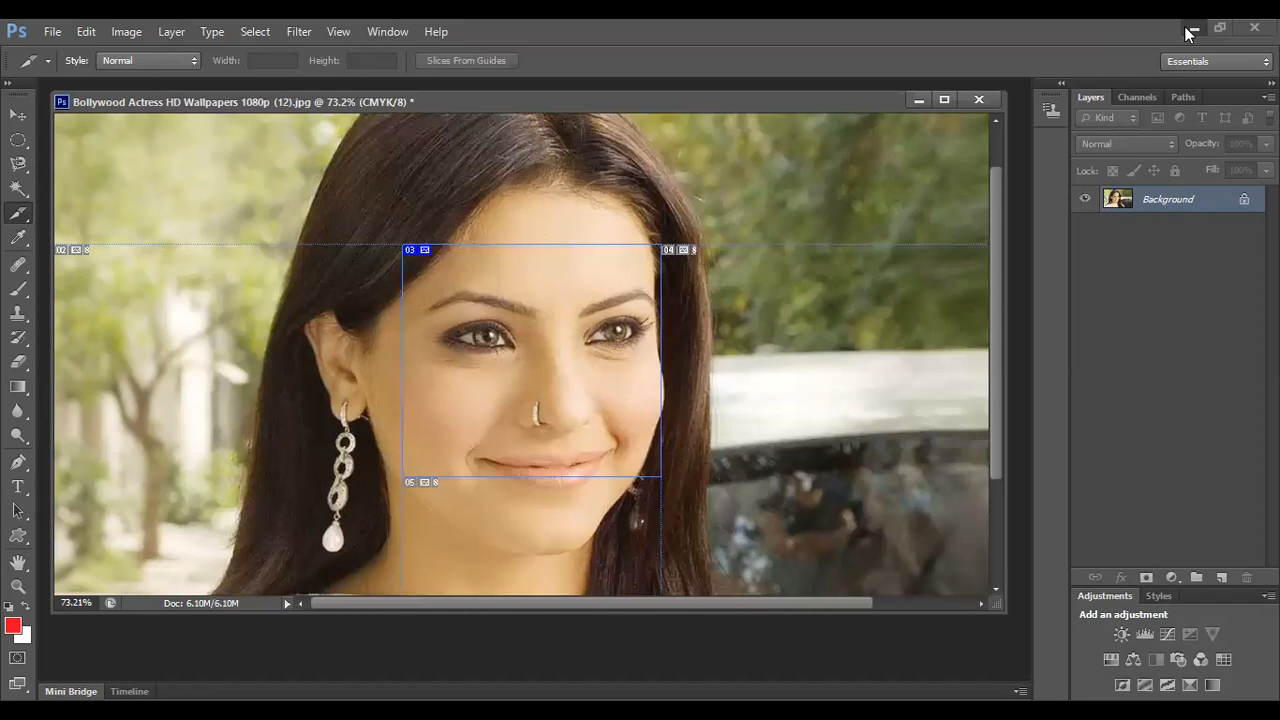 Ps File Edit Image Layer Type Select Filter View Window Help
Style: Normal Width: Height: Slices From Guides Essentials
Ps Bollywood Actress HD Wallpapers 1080p (12).jpg @ 73.2% (CMYK/8) *
Layers Channels Paths
Kind
Normal Opacity: 100%
Lock: Fill: 100%
Background
02 03 04
05
73.21% Doc: 6.10M/6.10M
Adjustments Styles
Add an adjustment
Mini Bridge Timeline